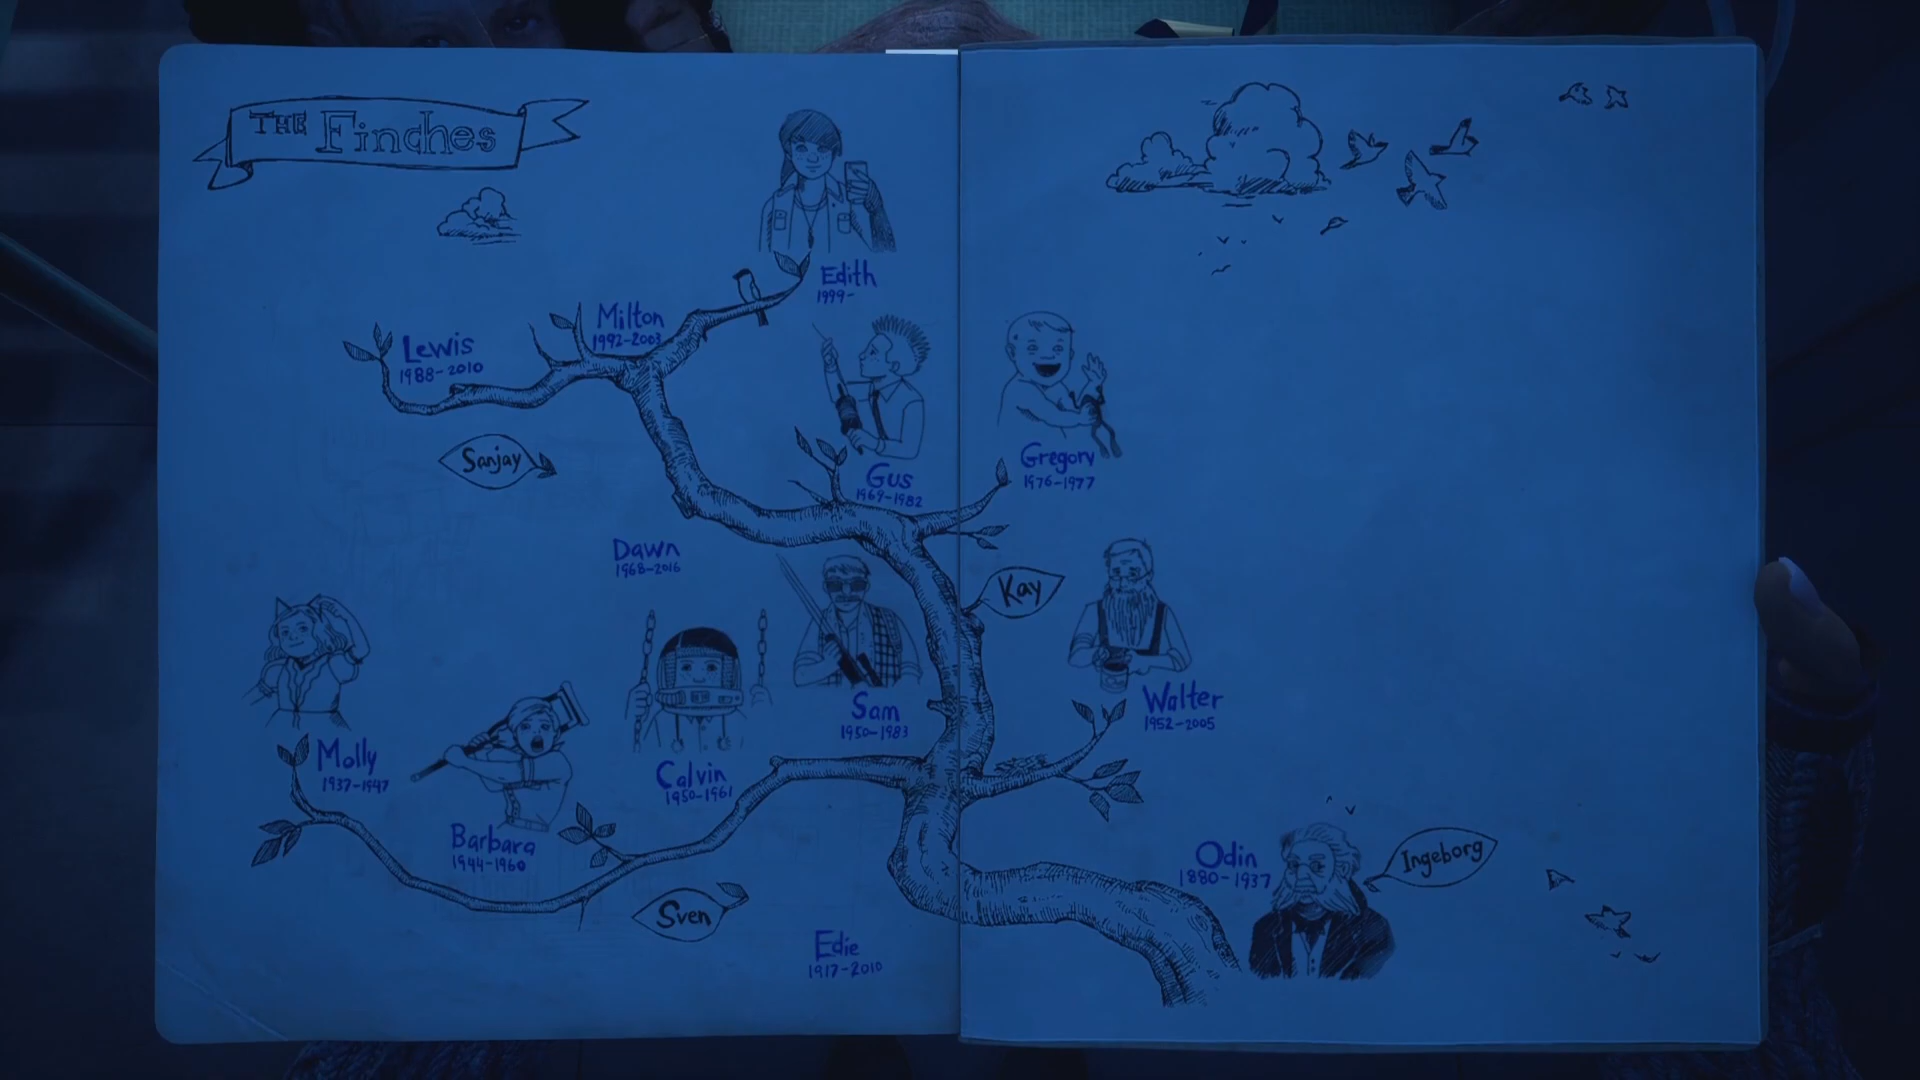 THE Finches
Edith
1999-
Milton
1992-2003
Lewis
1988-2010
Sanjay
Gus
1969-1982
Gregory
1976-1977
Dawn
1968-2016
Kay
Sam
1950-1983
Walter
1952-2005
Molly
1937-1947
Calvin
1950-1961
Barbara
1944-1960
Sven
Odin
1880-1937
Ingeborg
Edie
1917-2010